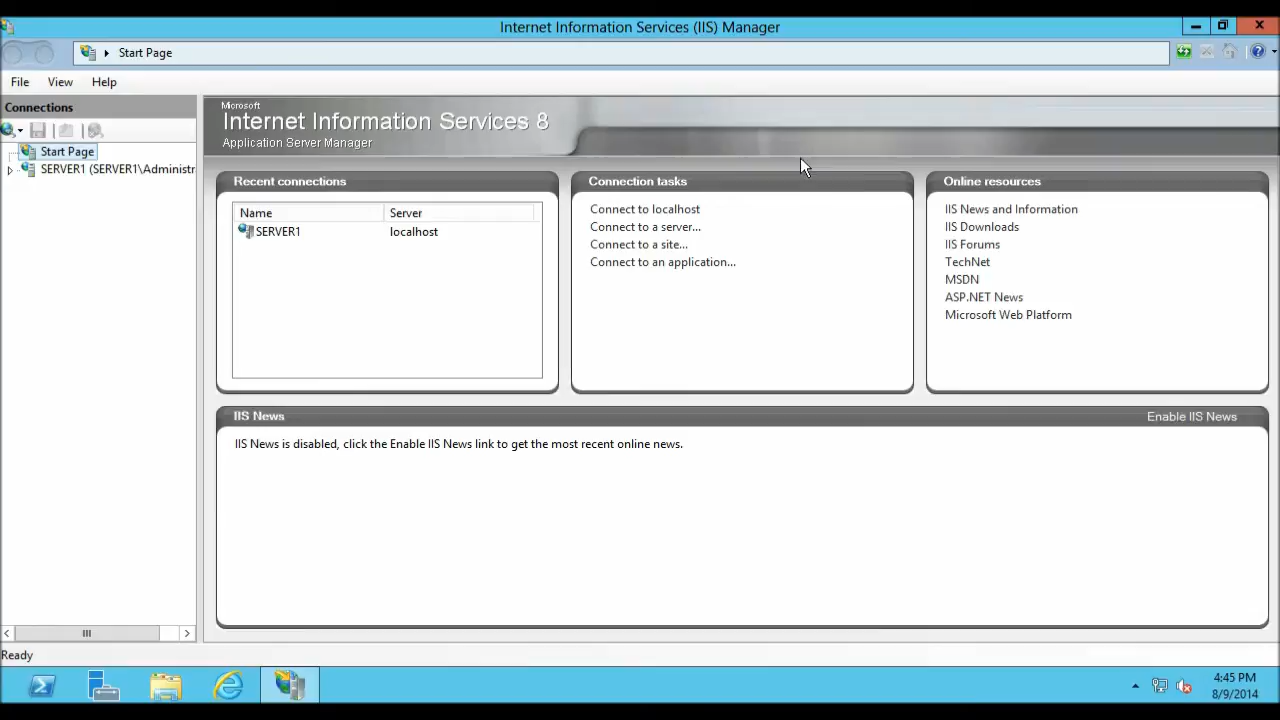 Internet Information Services (IIS) Manager
Start Page
File View Help
Connections
Start Page
SERVER1 (SERVER1\Administr
Microsoft
Internet Information Services 8
Application Server Manager
Recent connections
Name Server
SERVER1 localhost
Connection tasks
Connect to localhost
Connect to a server...
Connect to a site...
Connect to an application...
Online resources
IIS News and Information
IIS Downloads
IIS Forums
TechNet
MSDN
ASP.NET News
Microsoft Web Platform
IIS News Enable IIS News
IIS News is disabled, click the Enable IIS News link to get the most recent online news.
Ready
4:45 PM
8/9/2014